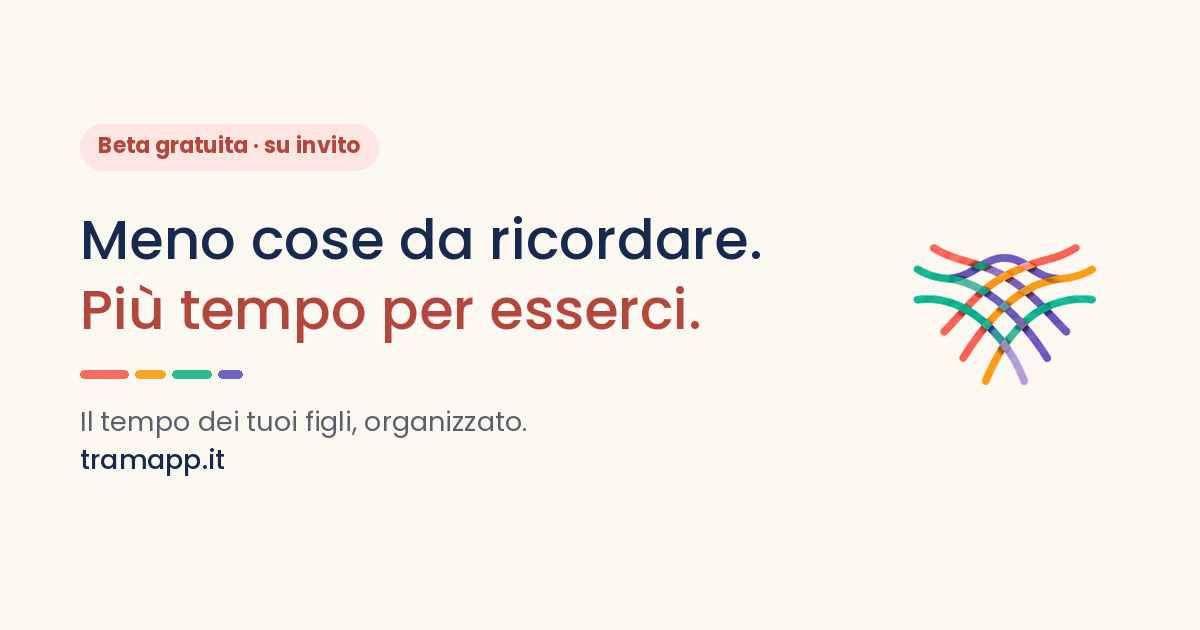 Beta gratuita · su invito
Meno cose da ricordare.
Più tempo per esserci.
Il tempo dei tuoi figli, organizzato.
tramapp.it